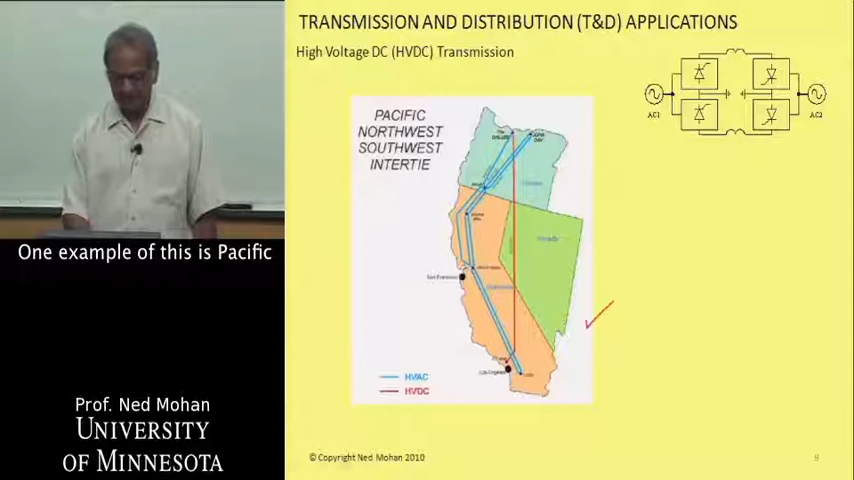 TRANSMISSION AND DISTRIBUTION (T&D) APPLICATIONS
High Voltage DC (HVDC) Transmission
AC1
AC2
PACIFIC
NORTHWEST
SOUTHWEST
INTERTIE
San Francisco
Los Angeles
HVAC
HVDC
One example of this is Pacific
Prof. Ned Mohan
UNIVERSITY
OF MINNESOTA
© Copyright Ned Mohan 2010
9